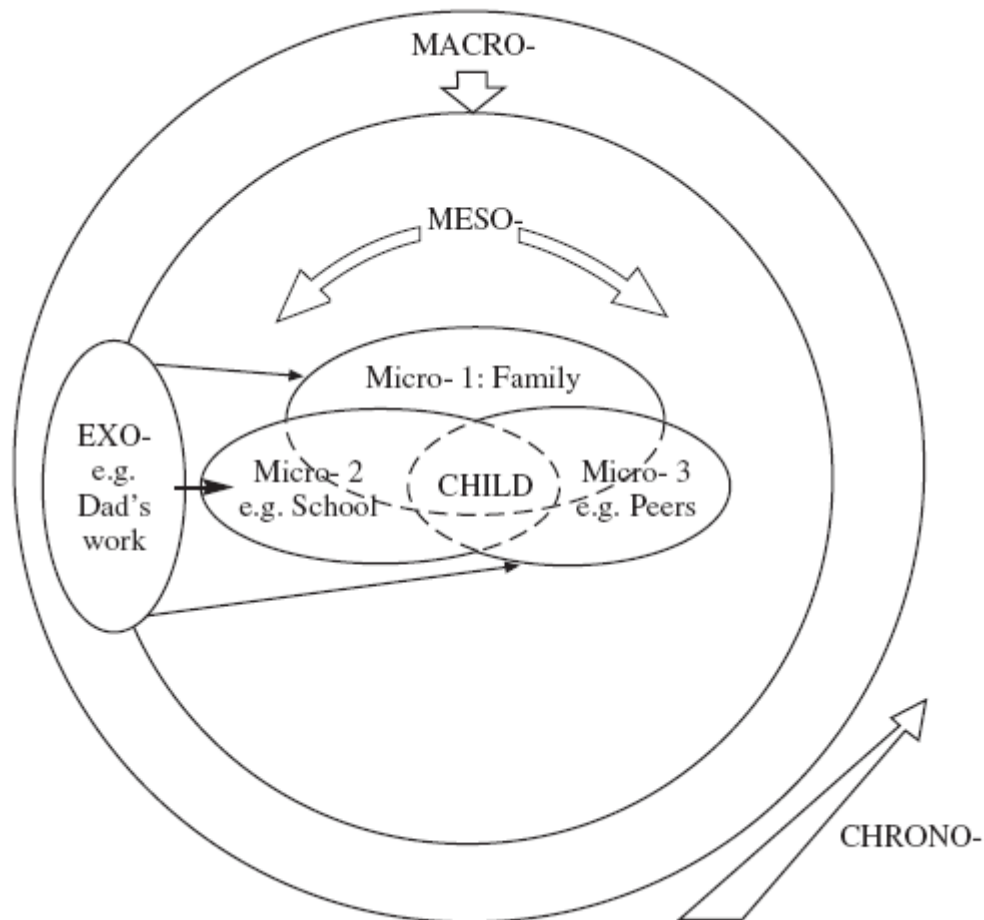 MACRO-
MESO-
Micro- 1: Family
EXO-
e.g.
Dad's
work
Micro- 2
e.g. School
CHILD
Micro- 3
e.g. Peers
CHRONO-